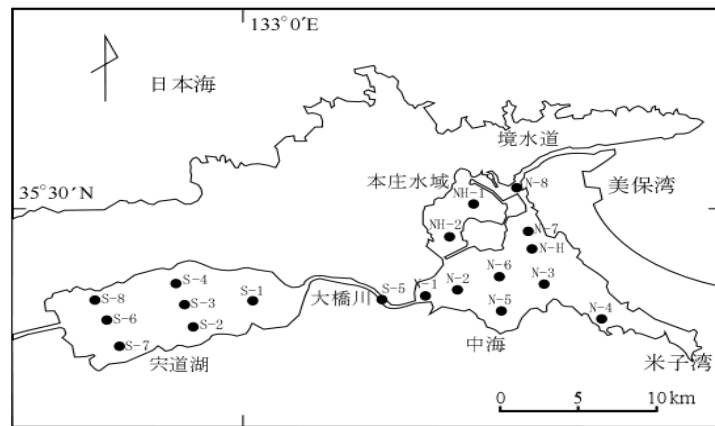 133°0′E
日本海
境水道
本庄水域
N-8
美保湾
35°30′N
NH-1
NH-2
N-7
N-H
S-4
S-8
S-3
S-1
大橋川
S-5
N-1
N-2
N-6
N-3
S-6
S-2
N-5
N-4
S-7
宍道湖
中海
米子湾
0 5 10 km